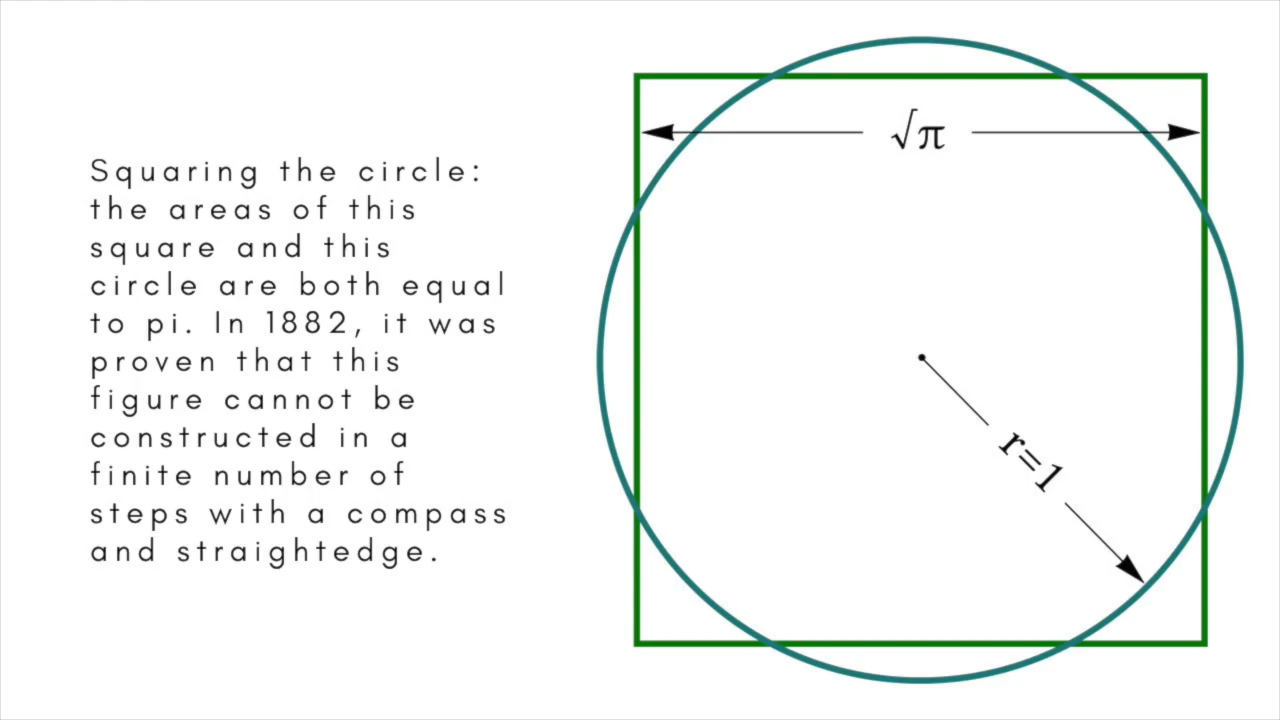 Squaring the circle:
the areas of this
square and this
circle are both equal
to pi. In 1882, it was
proven that this
figure cannot be
constructed in a
finite number of
steps with a compass
and straightedge.
√π
r=1